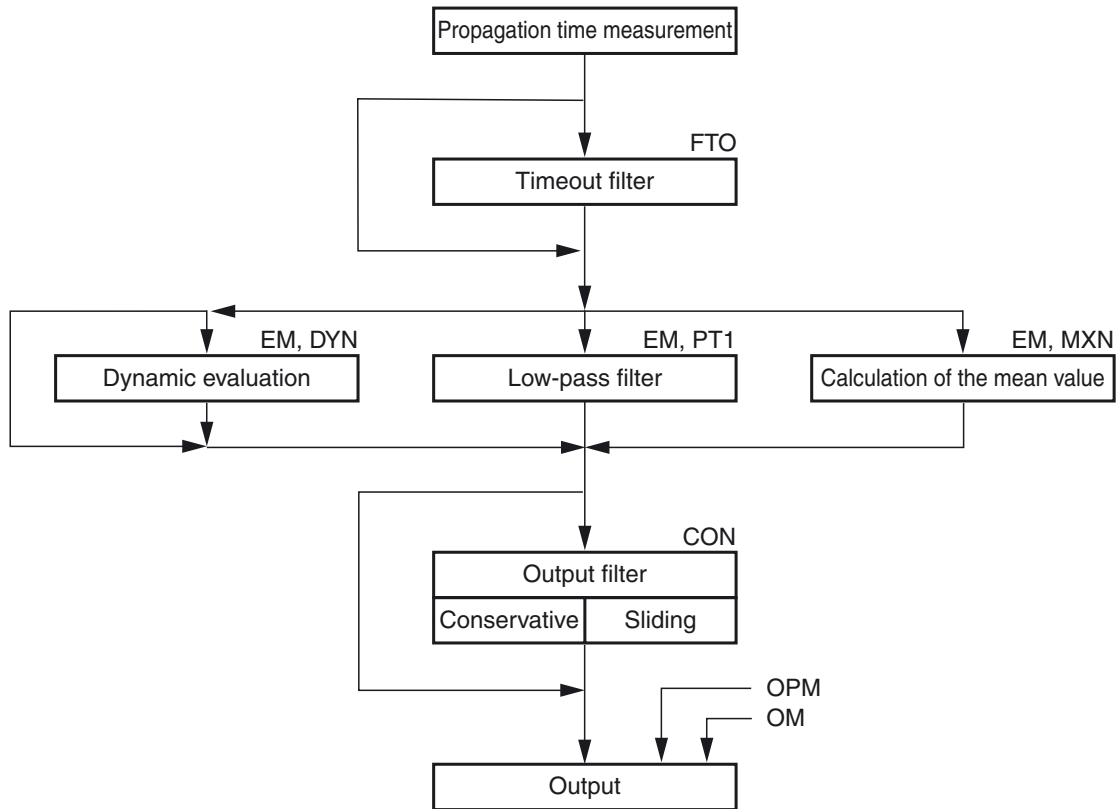 Propagation time measurement
FTO
Timeout filter
EM, DYN
EM, PT1
EM, MXN
Dynamic evaluation
Low-pass filter
Calculation of the mean value
CON
Output filter
Conservative
Sliding
OPM
OM
Output